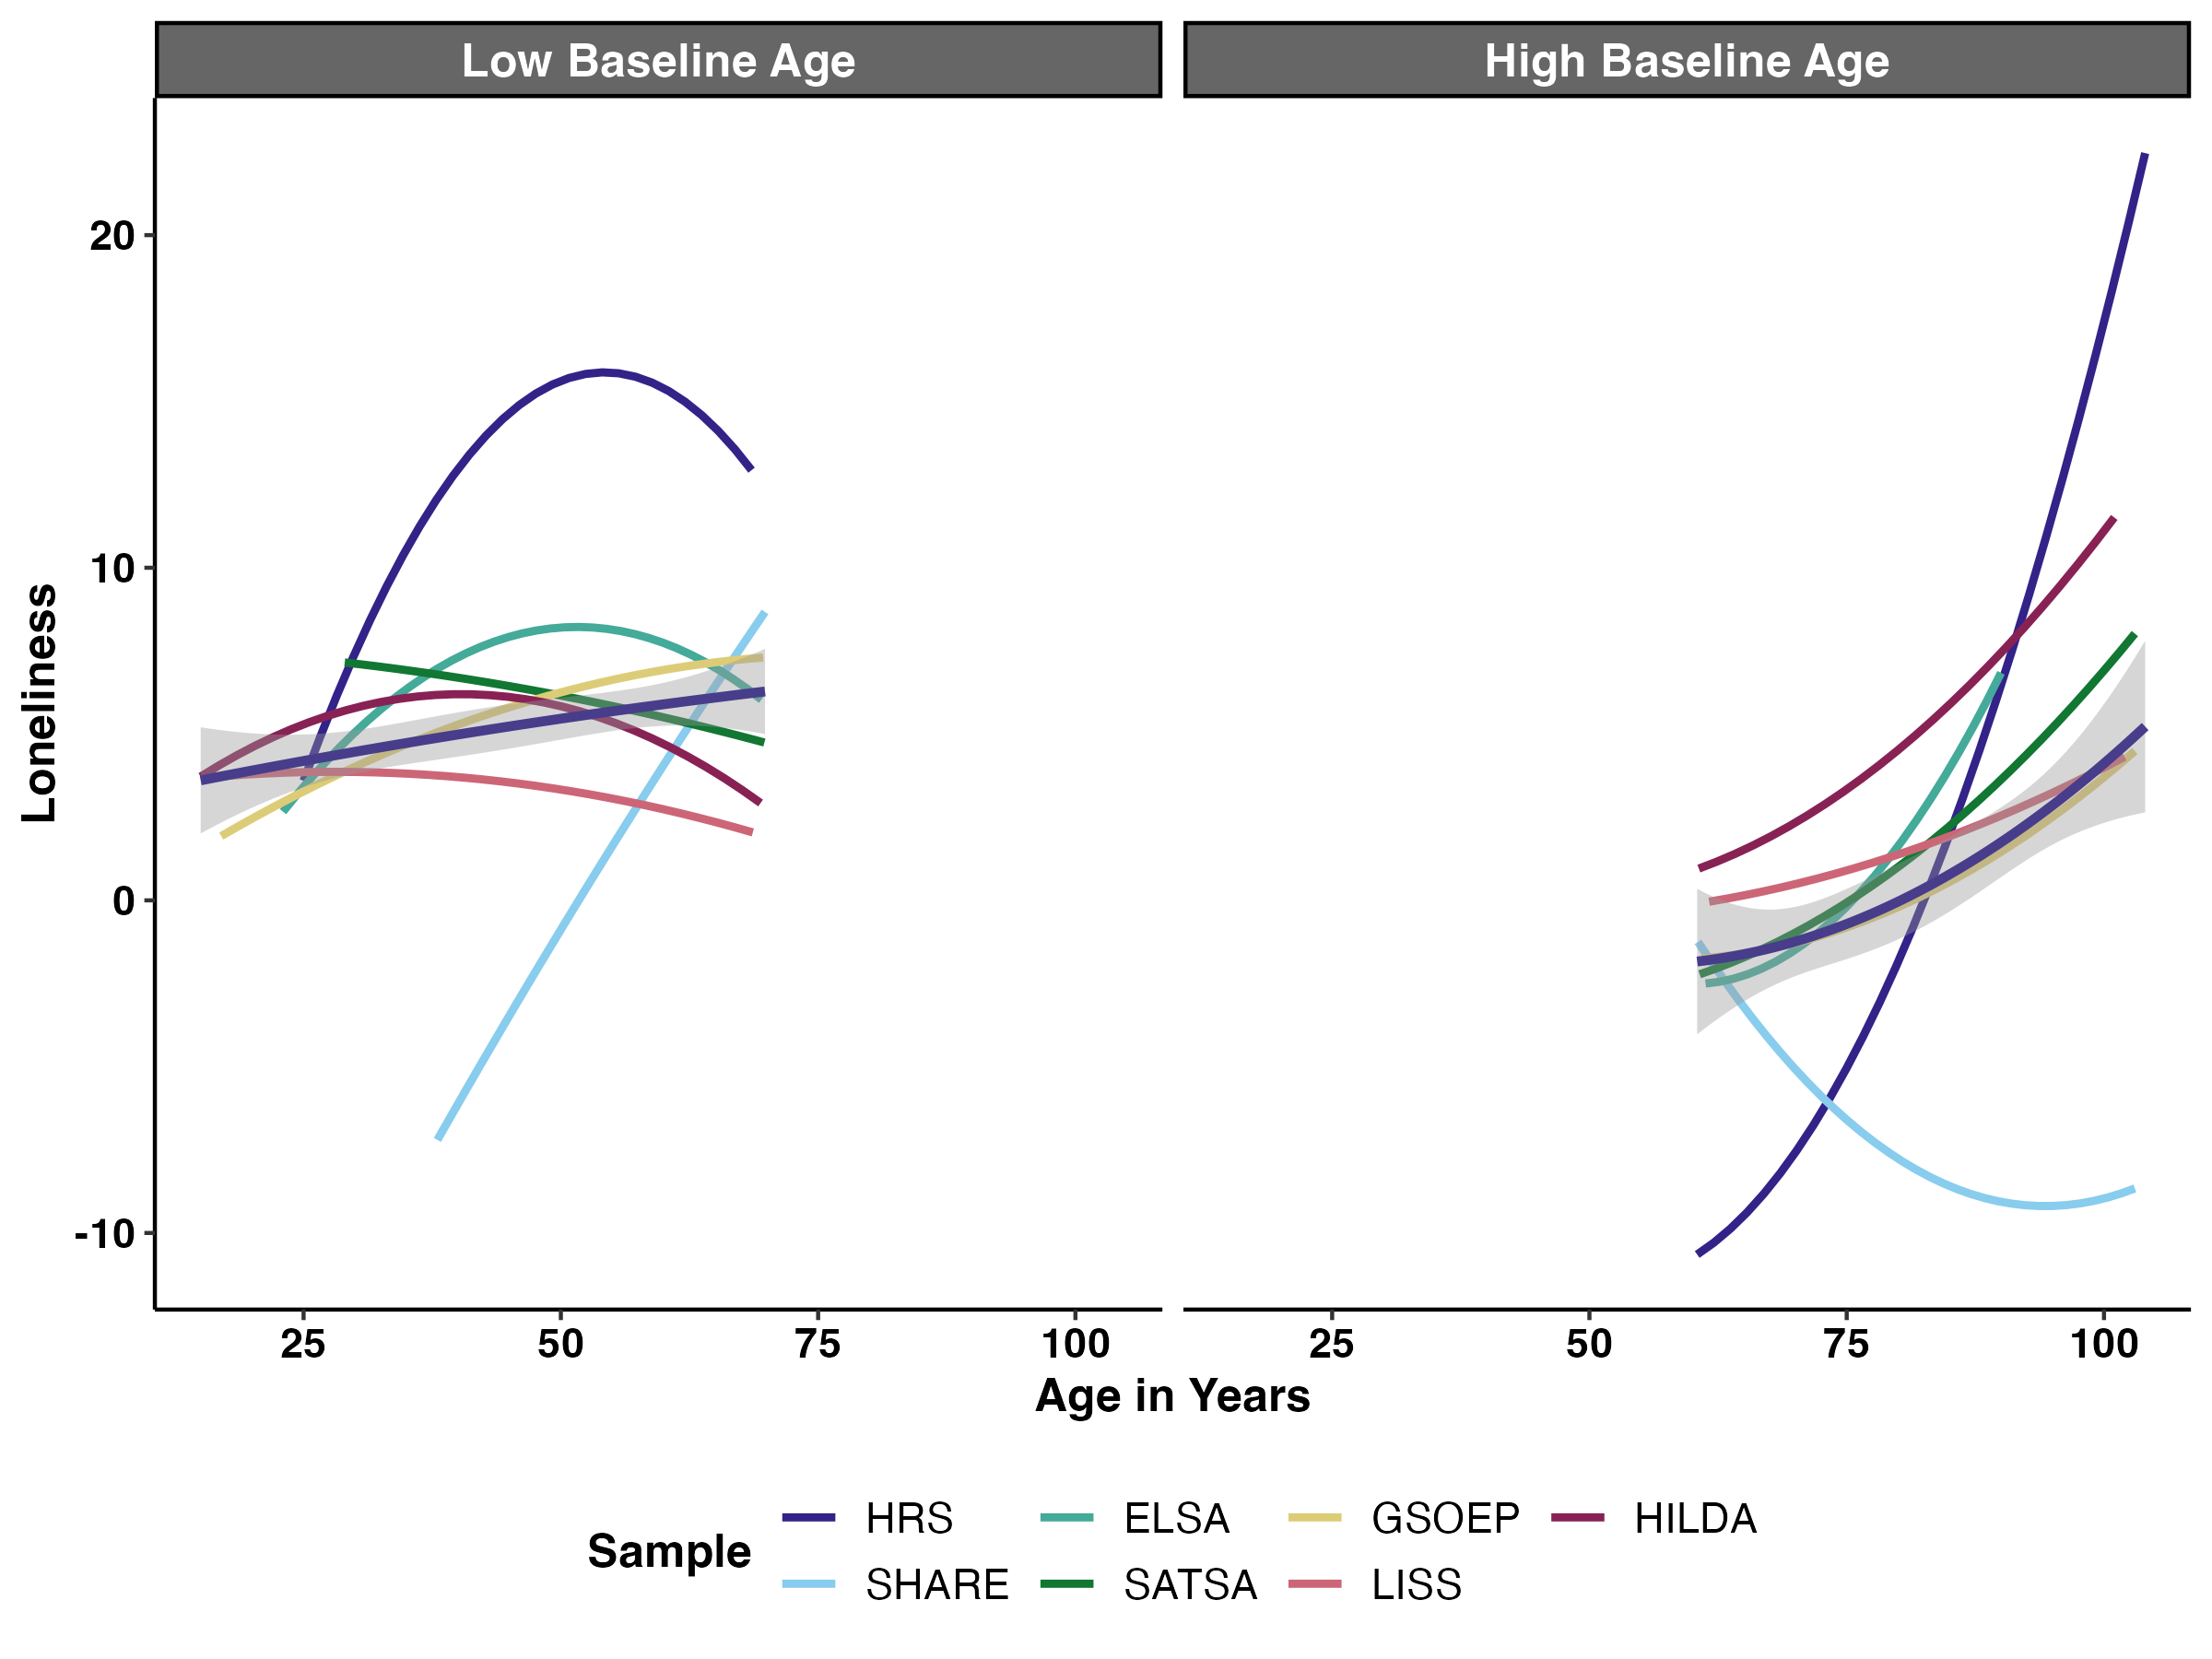 Low Baseline Age
High Baseline Age
Loneliness
20
10
0
-10
25 50 75 100
25 50 75 100
Age in Years
Sample
HRS ELSA GSOEP HILDA
SHARE SATSA LISS